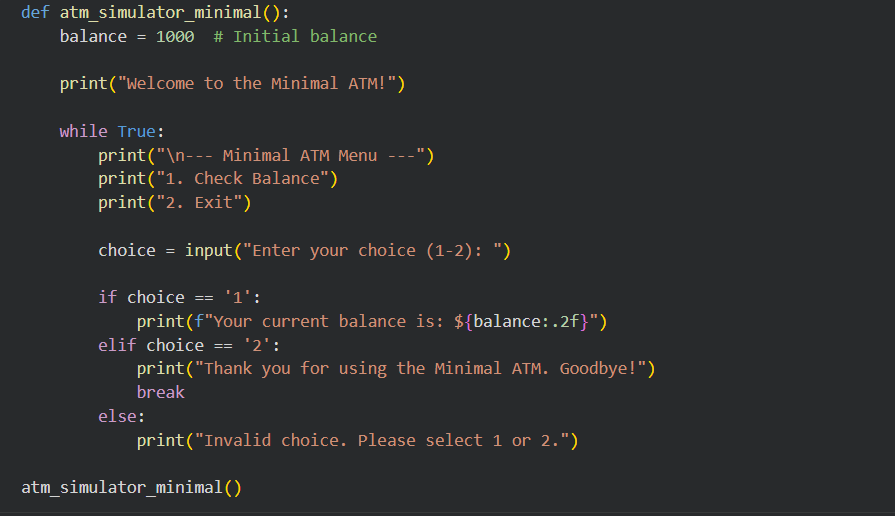 def atm_simulator_minimal():
    balance = 1000  # Initial balance

    print("Welcome to the Minimal ATM!")

    while True:
        print("\n--- Minimal ATM Menu ---")
        print("1. Check Balance")
        print("2. Exit")

        choice = input("Enter your choice (1-2): ")

        if choice == '1':
            print(f"Your current balance is: ${balance:.2f}")
        elif choice == '2':
            print("Thank you for using the Minimal ATM. Goodbye!")
            break
        else:
            print("Invalid choice. Please select 1 or 2.")

atm_simulator_minimal()